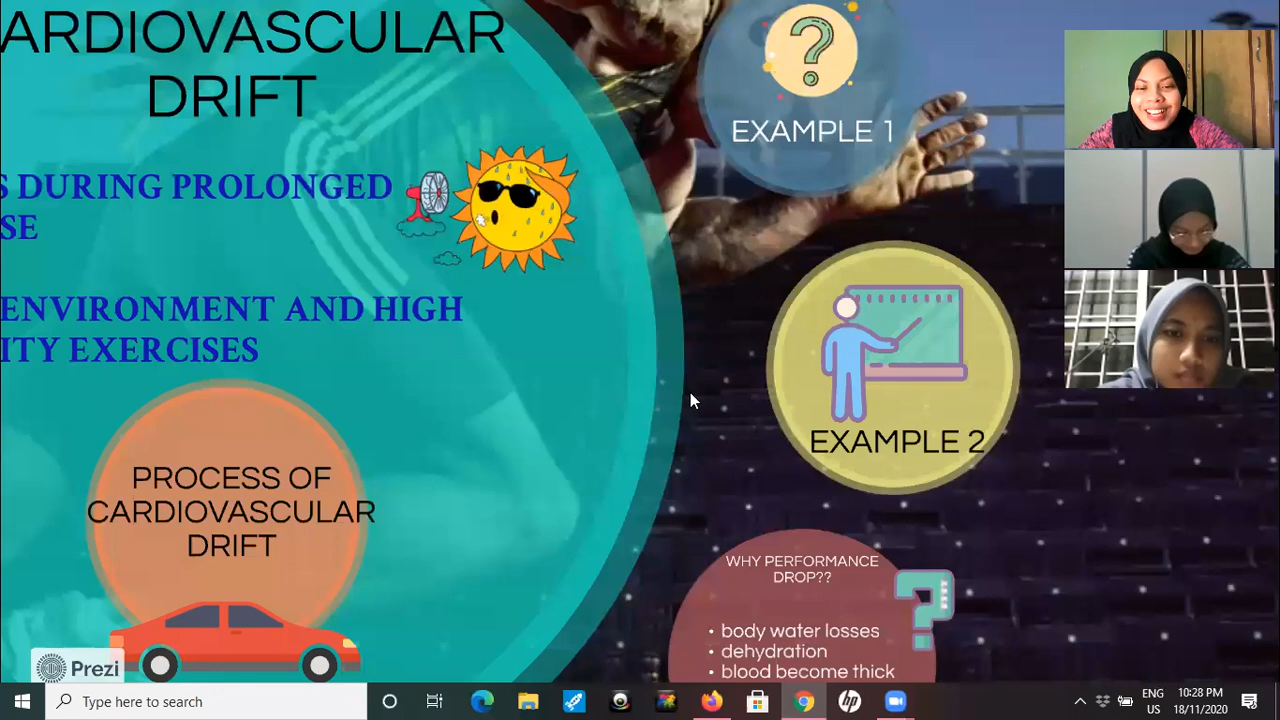 ARDIOVASCULAR
DRIFT
S DURING PROLONGED
SE
ENVIRONMENT AND HIGH
ITY EXERCISES
PROCESS OF
CARDIOVASCULAR
DRIFT
Prezi
?
EXAMPLE 1
EXAMPLE 2
WHY PERFORMANCE
DROP??
?
• body water losses
• dehydration
• blood become thick
Type here to search
hp
ENG
US
10:28 PM
18/11/2020